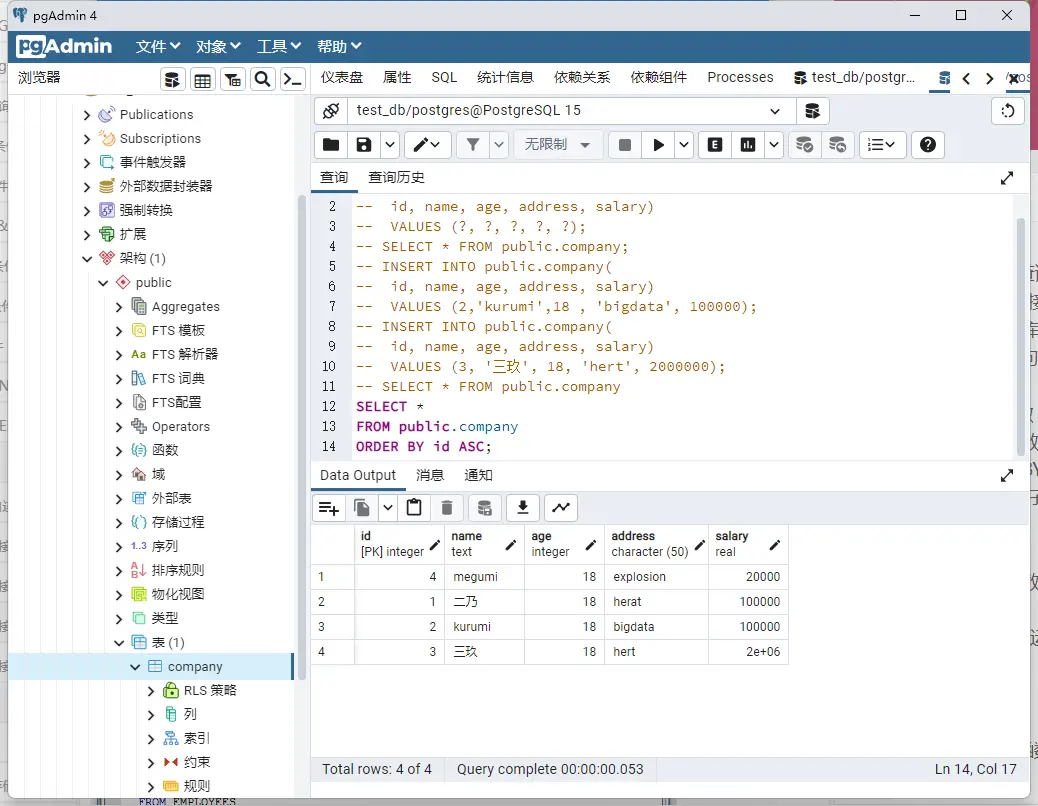 pgAdmin 4
pgAdmin 文件 对象 工具 帮助
浏览器
仪表盘 属性 SQL 统计信息 依赖关系 依赖组件 Processes test_db/postgr...
Publications
Subscriptions
事件触发器
外部数据封装器
强制转换
扩展
架构 (1)
public
Aggregates
FTS 模板
Aa FTS 解析器
FTS 词典
FTS配置
Operators
函数
域
外部表
存储过程
1..3 序列
排序规则
物化视图
类型
表 (1)
company
RLS 策略
列
索引
约束
规则
test_db/postgres@PostgreSQL 15
无限制
E
查询 查询历史
2 -- id, name, age, address, salary)
3 -- VALUES (?, ?, ?, ?, ?);
4 -- SELECT * FROM public.company;
5 -- INSERT INTO public.company(
6 -- id, name, age, address, salary)
7 -- VALUES (2,'kurumi',18 , 'bigdata', 100000);
8 -- INSERT INTO public.company(
9 -- id, name, age, address, salary)
10 -- VALUES (3, '三玖', 18, 'hert', 2000000);
11 -- SELECT * FROM public.company
12 SELECT *
13 FROM public.company
14 ORDER BY id ASC;
Data Output 消息 通知
id name age address salary
[PK] integer text integer character (50) real
1 4 megumi 18 explosion 20000
2 1 二乃 18 herat 100000
3 2 kurumi 18 bigdata 100000
4 3 三玖 18 hert 2e+06
Total rows: 4 of 4 Query complete 00:00:00.053 Ln 14, Col 17
FROM EMPLOYEES